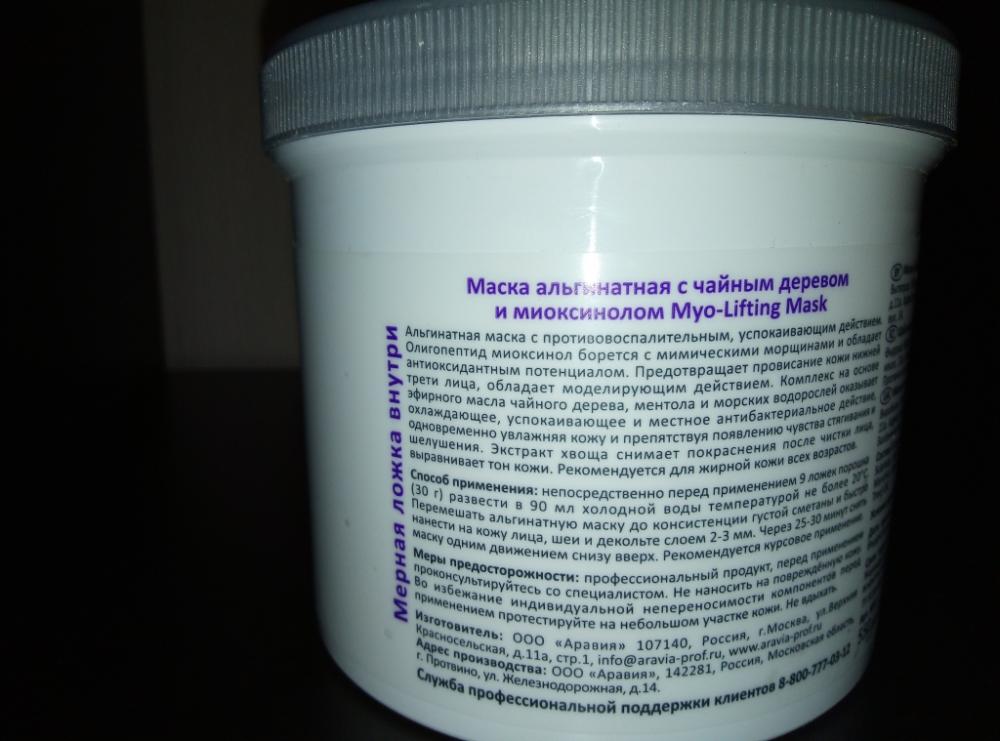 Маска альгинатная с чайным деревом
и миоксинолом Myo-Lifting Mask
Мерная ложка внутри
Альгинатная маска с противовоспалительным, успокаивающим действием.
Олигопептид миоксинол борется с мимическими морщинами и обладает
антиоксидантным потенциалом. Предотвращает провисание кожи нижней
трети лица, обладает моделирующим действием. Комплекс на основе
эфирного масла чайного дерева, ментола и морских водорослей оказывает
охлаждающее, успокаивающее и местное антибактериальное действие,
одновременно увлажняя кожу и препятствуя появлению чувства стягивания и
шелушения. Экстракт хвоща снимает покраснения после чистки лица,
выравнивает тон кожи. Рекомендуется для жирной кожи всех возрастов.
Способ применения: непосредственно перед применением 9 ложек порошка
(30 г) развести в 90 мл холодной воды температурой не более 20°C.
Перемешать альгинатную маску до консистенции густой сметаны и быстро
нанести на кожу лица, шеи и декольте слоем 2-3 мм. Через 25-30 минут снять
маску одним движением снизу вверх. Рекомендуется курсовое применение.
Меры предосторожности: профессиональный продукт, перед применением
проконсультируйтесь со специалистом. Не наносить на повреждённую кожу.
Во избежание индивидуальной непереносимости компонентов перед
применением протестируйте на небольшом участке кожи. Не вдыхать.
Изготовитель: ООО «Аравия» 107140, Россия, г.Москва, ул.Верхняя
Красносельская, д.11а, стр.1, info@aravia-prof.ru, www.aravia-prof.ru
Адрес производства: ООО «Аравия», 142281, Россия, Московская область,
г. Протвино, ул. Железнодорожная, д.14.
Служба профессиональной поддержки клиентов 8-800-777-03-12